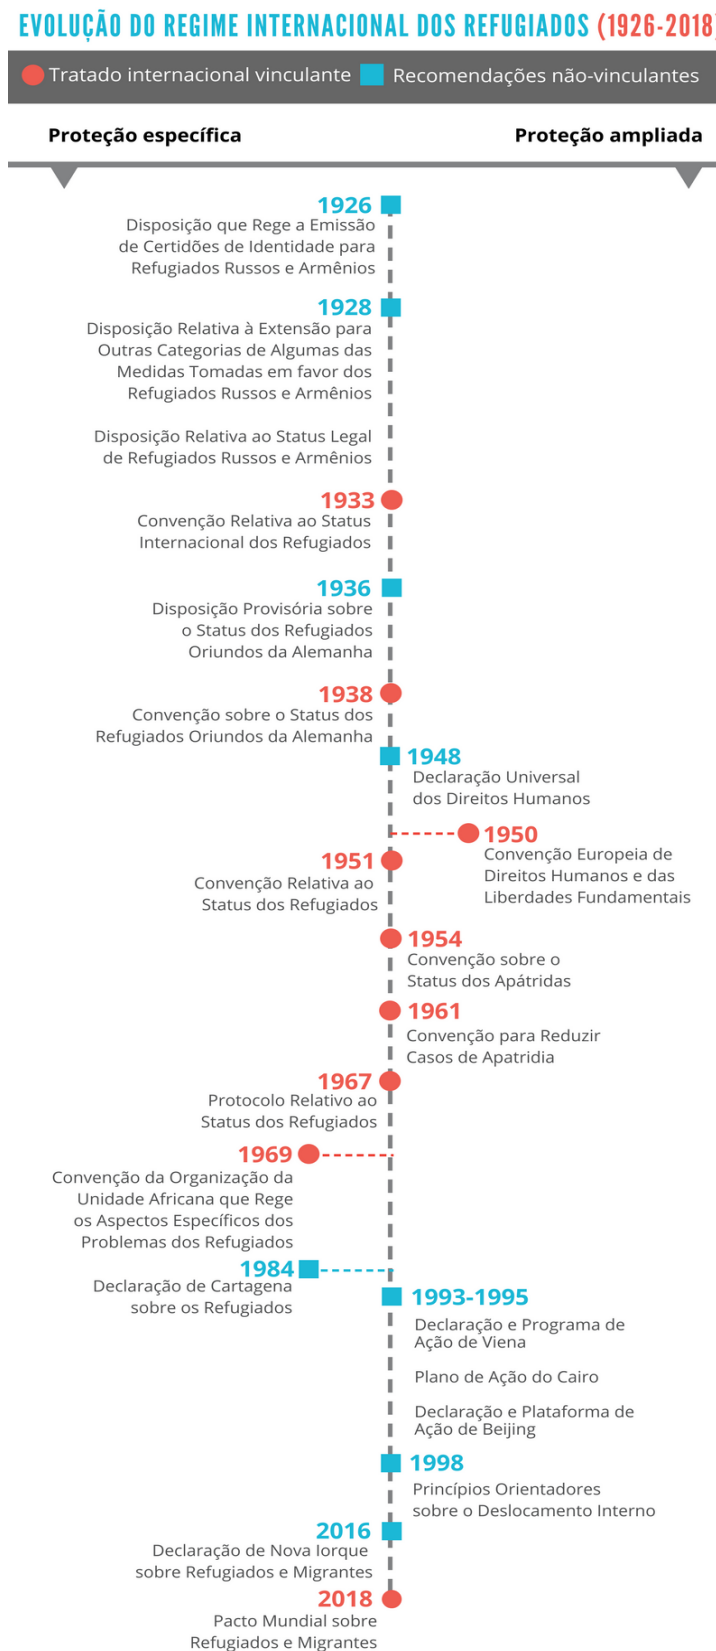 EVOLUÇÃO DO REGIME INTERNACIONAL DOS REFUGIADOS (1926-2018)
Tratado internacional vinculante
Recomendações não-vinculantes
Proteção específica
Proteção ampliada
1926
Disposição que Rege a Emissão
de Certidões de Identidade para
Refugiados Russos e Armênios
1928
Disposição Relativa à Extensão para
Outras Categorias de Algumas das
Medidas Tomadas em favor dos
Refugiados Russos e Armênios
Disposição Relativa ao Status Legal
de Refugiados Russos e Armênios
1933
Convenção Relativa ao Status
Internacional dos Refugiados
1936
Disposição Provisória sobre
o Status dos Refugiados
Oriundos da Alemanha
1938
Convenção sobre o Status dos
Refugiados Oriundos da Alemanha
1948
Declaração Universal
dos Direitos Humanos
1950
Convenção Europeia de
Direitos Humanos e das
Liberdades Fundamentais
1951
Convenção Relativa ao
Status dos Refugiados
1954
Convenção sobre o
Status dos Apátridas
1961
Convenção para Reduzir
Casos de Apatridia
1967
Protocolo Relativo ao
Status dos Refugiados
1969
Convenção da Organização da
Unidade Africana que Rege
os Aspectos Específicos dos
Problemas dos Refugiados
1984
Declaração de Cartagena
sobre os Refugiados
1993-1995
Declaração e Programa de
Ação de Viena
Plano de Ação do Cairo
Declaração e Plataforma de
Ação de Beijing
1998
Princípios Orientadores
sobre o Deslocamento Interno
2016
Declaração de Nova Iorque
sobre Refugiados e Migrantes
2018
Pacto Mundial sobre
Refugiados e Migrantes